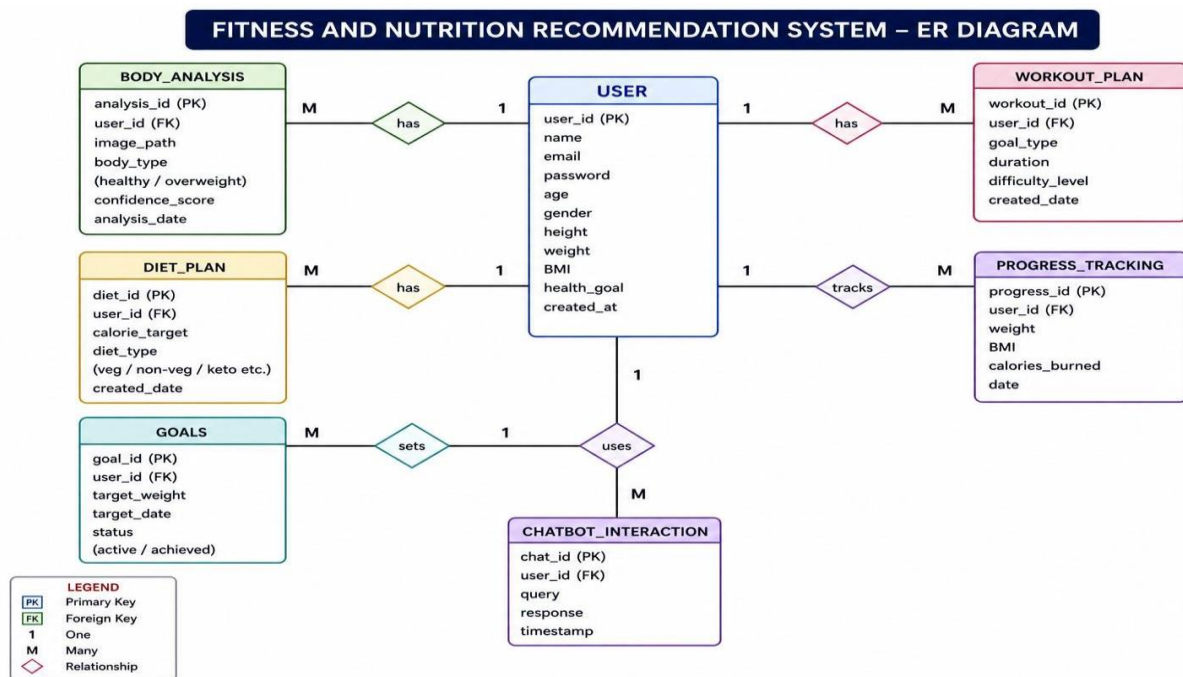 FITNESS AND NUTRITION RECOMMENDATION SYSTEM – ER DIAGRAM
BODY_ANALYSIS
analysis_id (PK)
user_id (FK)
image_path
body_type
(healthy / overweight)
confidence_score
analysis_date
M
has
1
USER
user_id (PK)
name
email
password
age
gender
height
weight
BMI
health_goal
created_at
1
has
M
WORKOUT_PLAN
workout_id (PK)
user_id (FK)
goal_type
duration
difficulty_level
created_date
DIET_PLAN
diet_id (PK)
user_id (FK)
calorie_target
diet_type
(veg / non-veg / keto etc.)
created_date
M
has
1
1
tracks
M
PROGRESS_TRACKING
progress_id (PK)
user_id (FK)
weight
BMI
calories_burned
date
GOALS
goal_id (PK)
user_id (FK)
target_weight
target_date
status
(active / achieved)
M
sets
1
1
uses
M
CHATBOT_INTERACTION
chat_id (PK)
user_id (FK)
query
response
timestamp
LEGEND
PK Primary Key
FK Foreign Key
1 One
M Many
Relationship